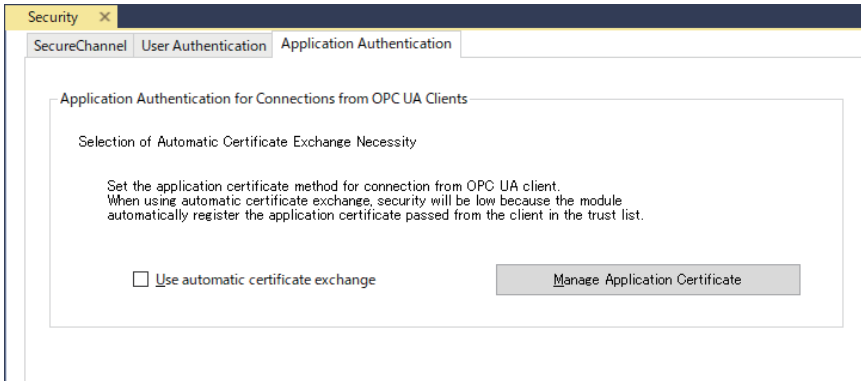 Security ×
SecureChannel User Authentication Application Authentication
Application Authentication for Connections from OPC UA Clients
Selection of Automatic Certificate Exchange Necessity
Set the application certificate method for connection from OPC UA client.
When using automatic certificate exchange, security will be low because the module
automatically register the application certificate passed from the client in the trust list.
Use automatic certificate exchange Manage Application Certificate